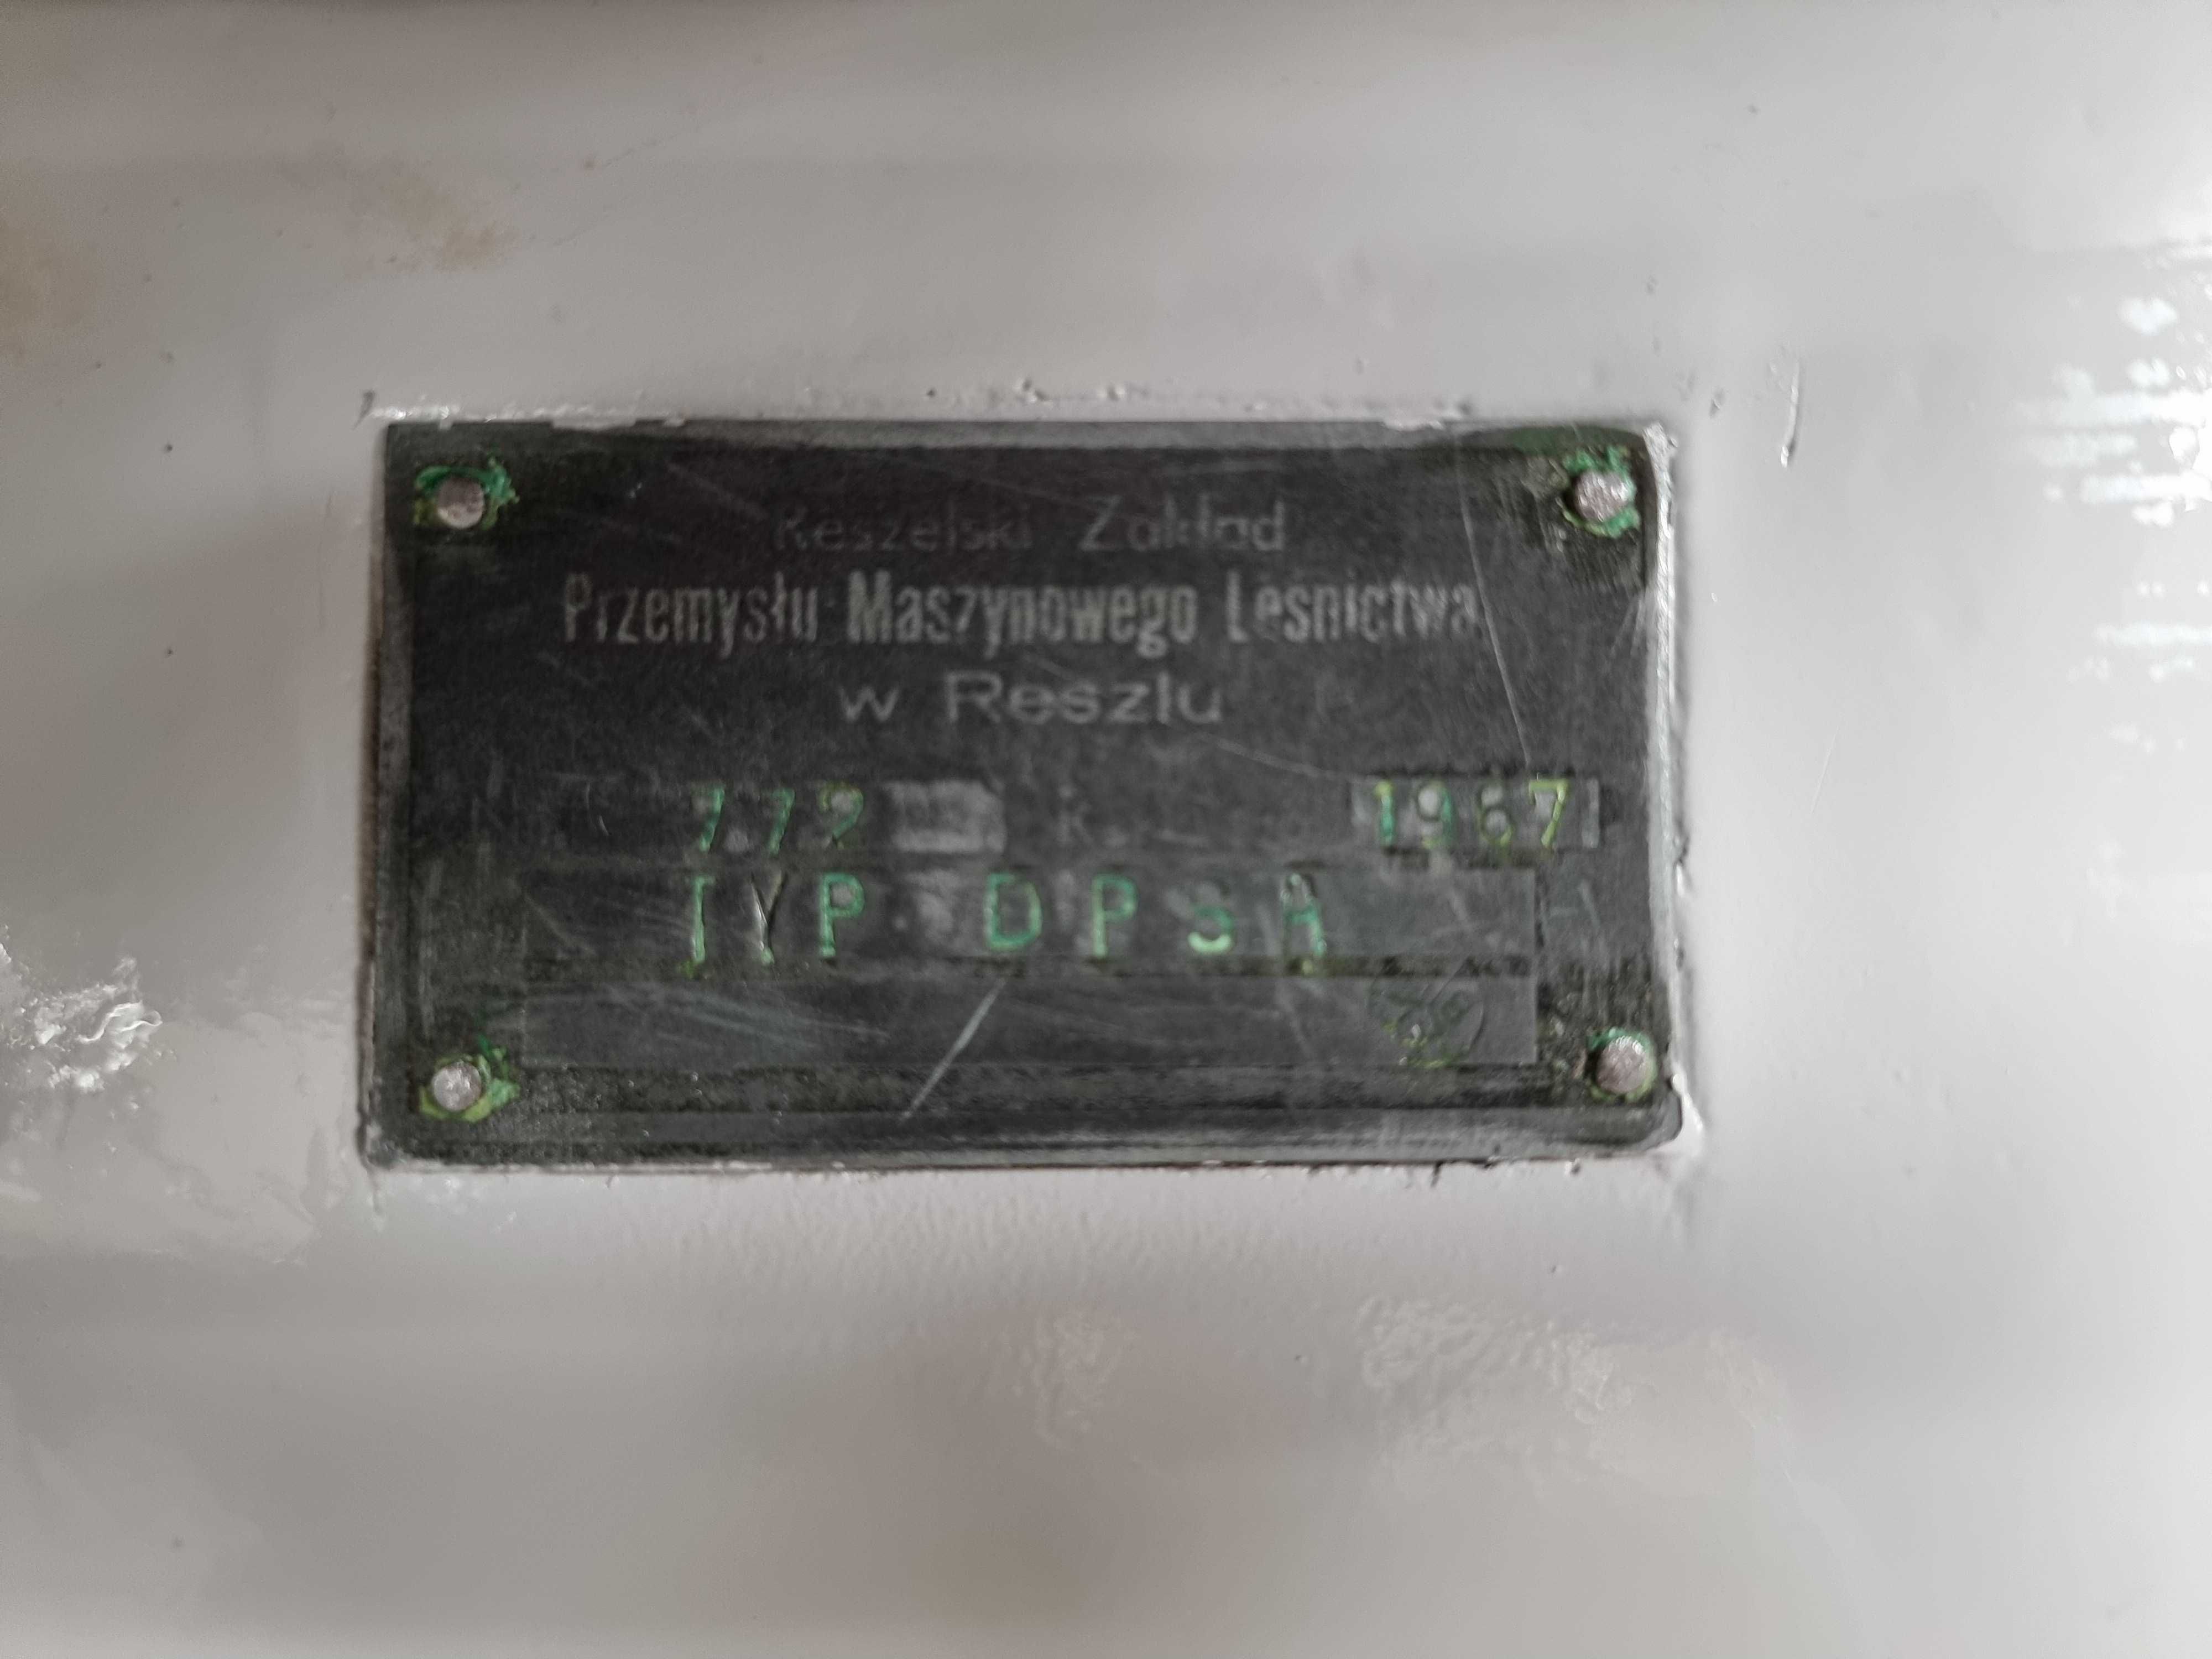 Reszelski Zakład
Przemysłu Maszynowego Leśnictwa
w Reszlu
772 R. 1967
TYP DPSA